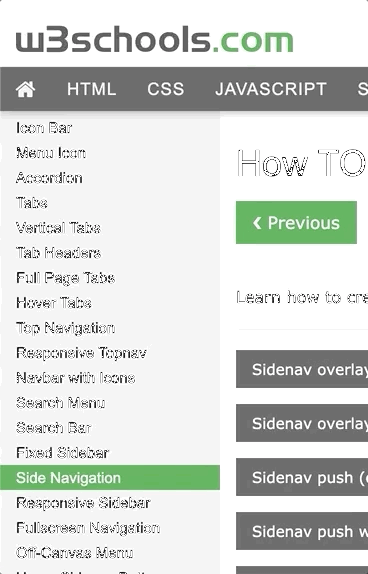 w3schools.com
HTML CSS JAVASCRIPT S
Icon Bar
Menu Icon
Accordion
Tabs
Vertical Tabs
Tab Headers
Full Page Tabs
Hover Tabs
Top Navigation
Responsive Topnav
Navbar with Icons
Search Menu
Search Bar
Fixed Sidebar
Side Navigation
Responsive Sidebar
Fullscreen Navigation
Off-Canvas Menu
How TO
❮ Previous
Learn how to cre
Sidenav overlay
Sidenav overlay
Sidenav push (
Sidenav push w